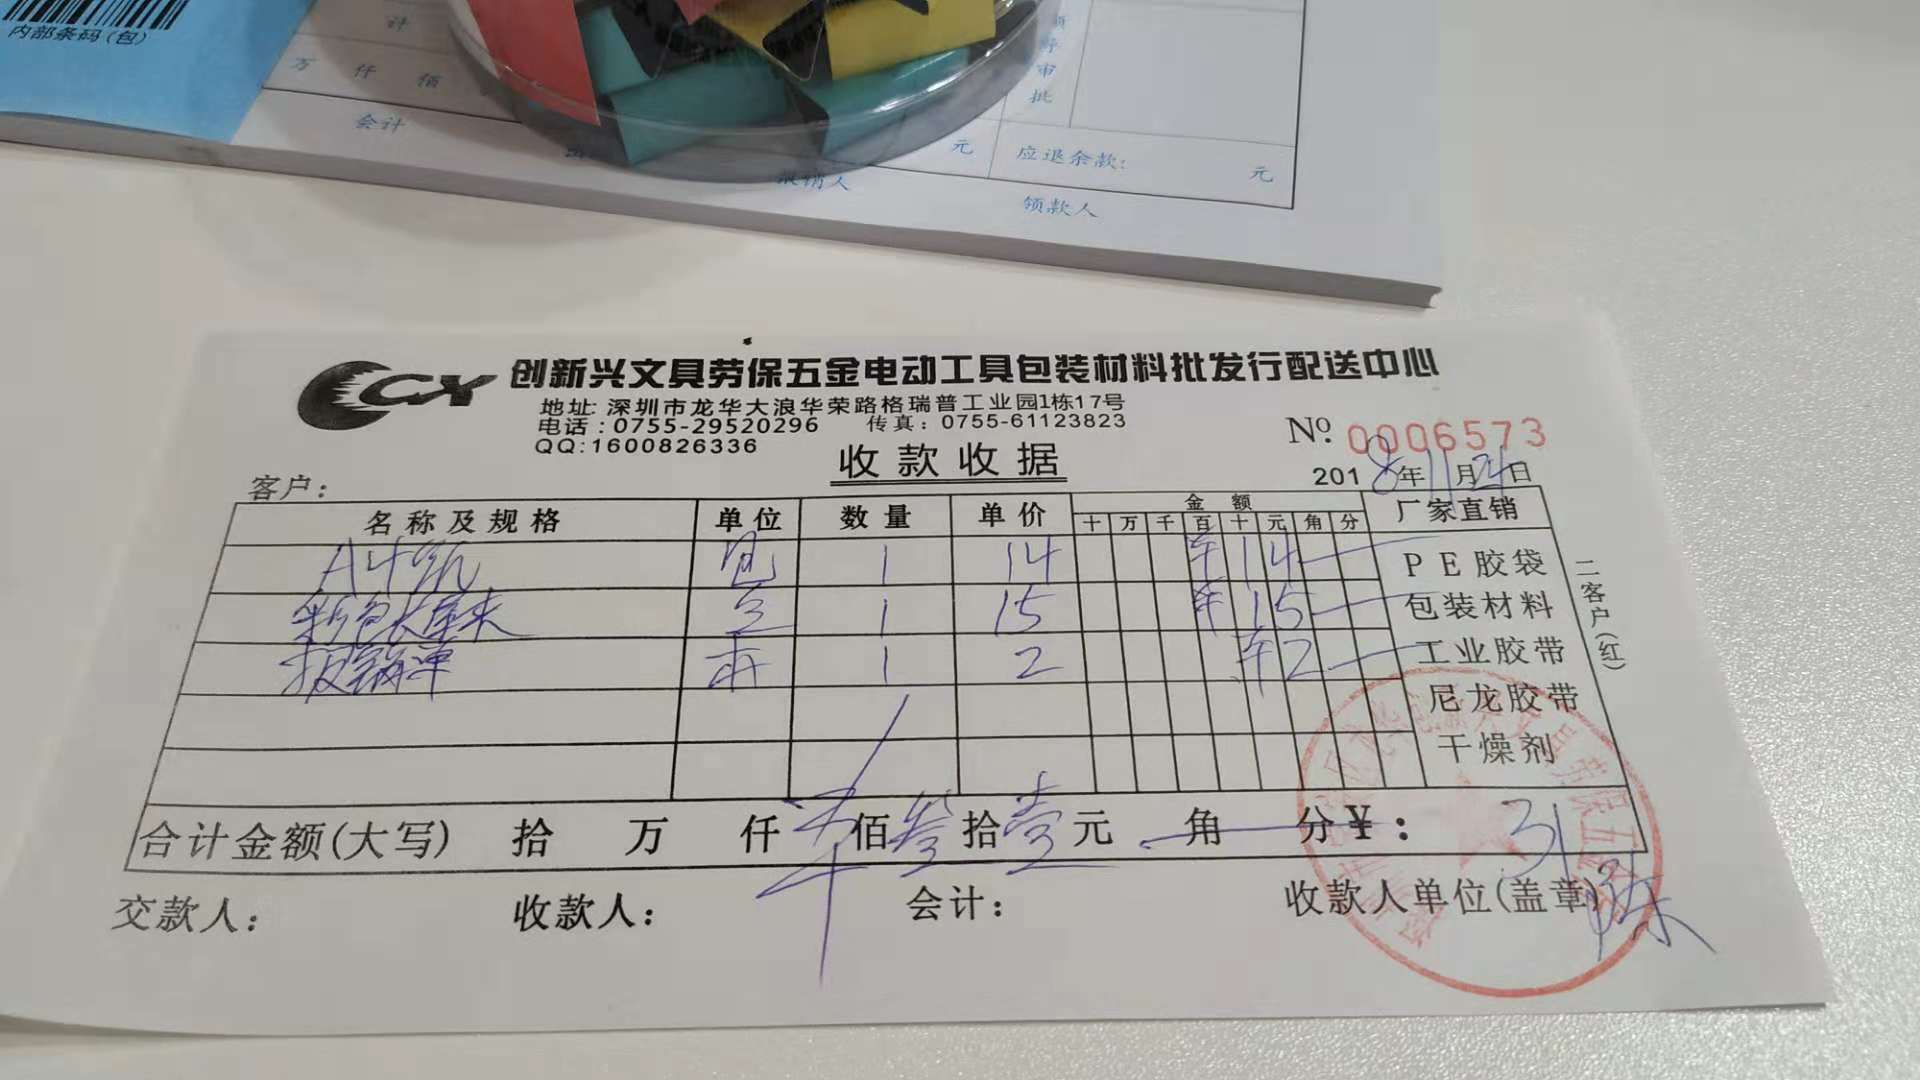 内部条码(包)
计
万 仟 佰
审
批
会计
元
应退余款: 元
报销人
领款人
CX 创新兴文具劳保五金电动工具包装材料批发行配送中心
地址: 深圳市龙华大浪华荣路格瑞普工业园1栋17号
电话:0755-29520296 传真:0755-61123823
QQ:1600826336
收款收据
No. 0006573
客户:
2018年11月21日
名称及规格 单位 数量 单价 金额 厂家直销
十 万 千 百 十 元 角 分
A4纸 包 1 14 ¥14 PE胶袋
1 15 ¥15 包装材料
报销单 本 1 2 ¥2 工业胶带
尼龙胶带
干燥剂
二客户(红)
合计金额(大写) 拾 万 仟 佰叁拾壹元 角 分¥: 31
交款人: 收款人: 会计: 收款人单位(盖章)